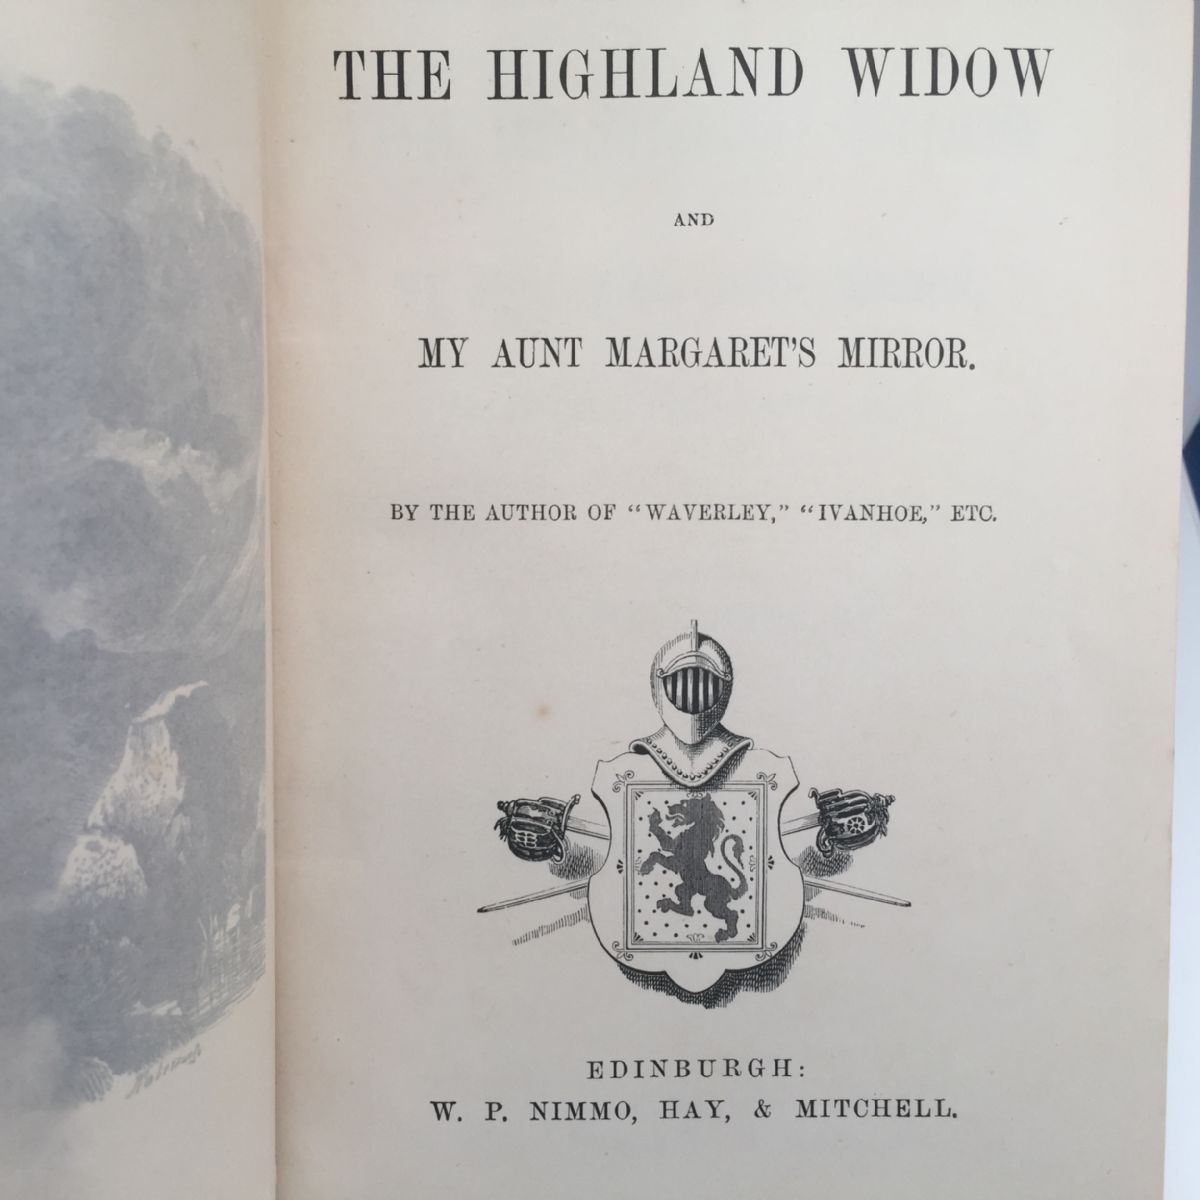 THE HIGHLAND WIDOW
AND
MY AUNT MARGARET'S MIRROR.
BY THE AUTHOR OF "WAVERLEY," "IVANHOE," ETC.
EDINBURGH:
W. P. NIMMO, HAY, & MITCHELL.